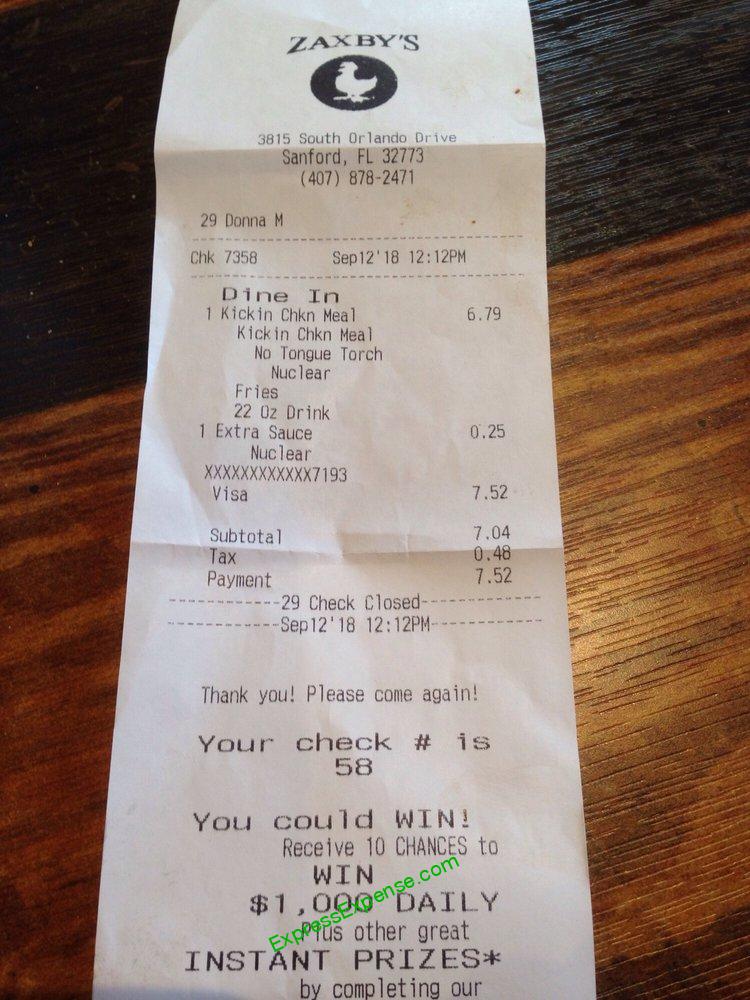 ZAXBY'S
3815 South Orlando Drive
Sanford, FL 32773
(407) 878-2471
29 Donna M
Chk 7358 Sep12'18 12:12PM
Dine In
1 Kickin Chkn Meal 6.79
Kickin Chkn Meal
No Tongue Torch
Nuclear
Fries
22 Oz Drink
1 Extra Sauce 0.25
Nuclear
XXXXXXXXXXXX7193
Visa 7.52
Subtotal 7.04
Tax 0.48
Payment 7.52
-----------29 Check Closed------------
-----------Sep12'18 12:12PM-----------
Thank you! Please come again!
Your check # is
58
You could WIN!
Receive 10 CHANCES to
WIN
$1,000 DAILY
Plus other great
ExpressExpense.com
INSTANT PRIZES*
by completing our